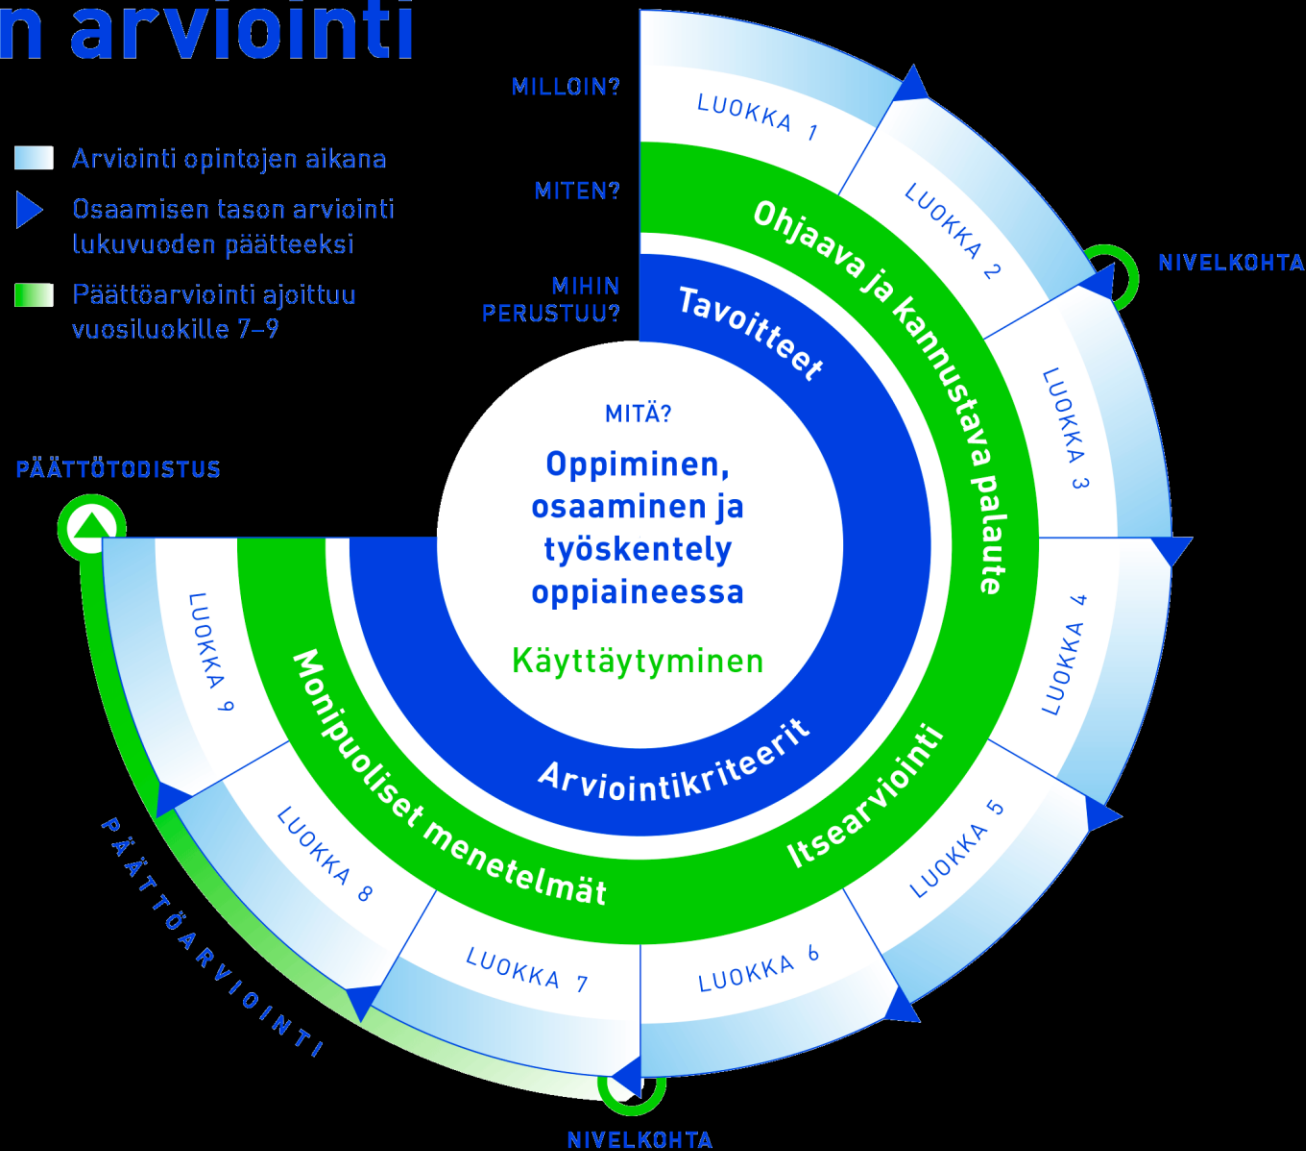 n arviointi
Arviointi opintojen aikana
Osaamisen tason arviointi
lukuvuoden päätteeksi
Päättöarviointi ajoittuu
vuosiluokille 7–9
MILLOIN?
MITEN?
MIHIN
PERUSTUU?
LUOKKA 1
LUOKKA 2
NIVELKOHTA
LUOKKA 3
LUOKKA 4
LUOKKA 5
LUOKKA 6
NIVELKOHTA
LUOKKA 7
LUOKKA 8
LUOKKA 9
PÄÄTTÖARVIOINTI
PÄÄTTÖTODISTUS
Ohjaava ja kannustava palaute
Itsearviointi
Monipuoliset menetelmät
Tavoitteet
Arviointikriteerit
MITÄ?
Oppiminen,
osaaminen ja
työskentely
oppiaineessa
Käyttäytyminen